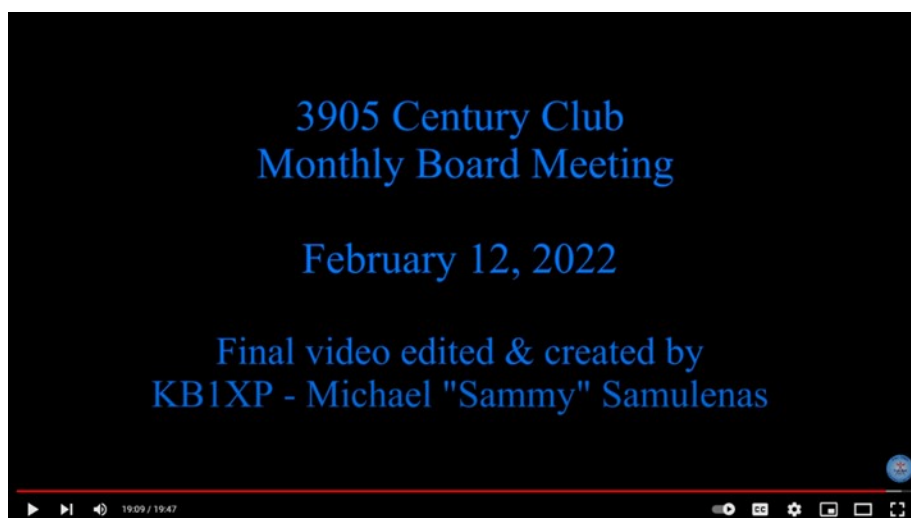 3905 Century Club
Monthly Board Meeting
February 12, 2022
Final video edited & created by
KB1XP - Michael "Sammy" Samulenas
19:09 / 19:47
CC